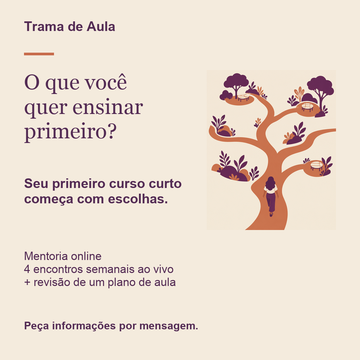 Trama de Aula
O que você
quer ensinar
primeiro?
Seu primeiro curso curto
começa com escolhas.
Mentoria online
4 encontros semanais ao vivo
+ revisão de um plano de aula
Peça informações por mensagem.